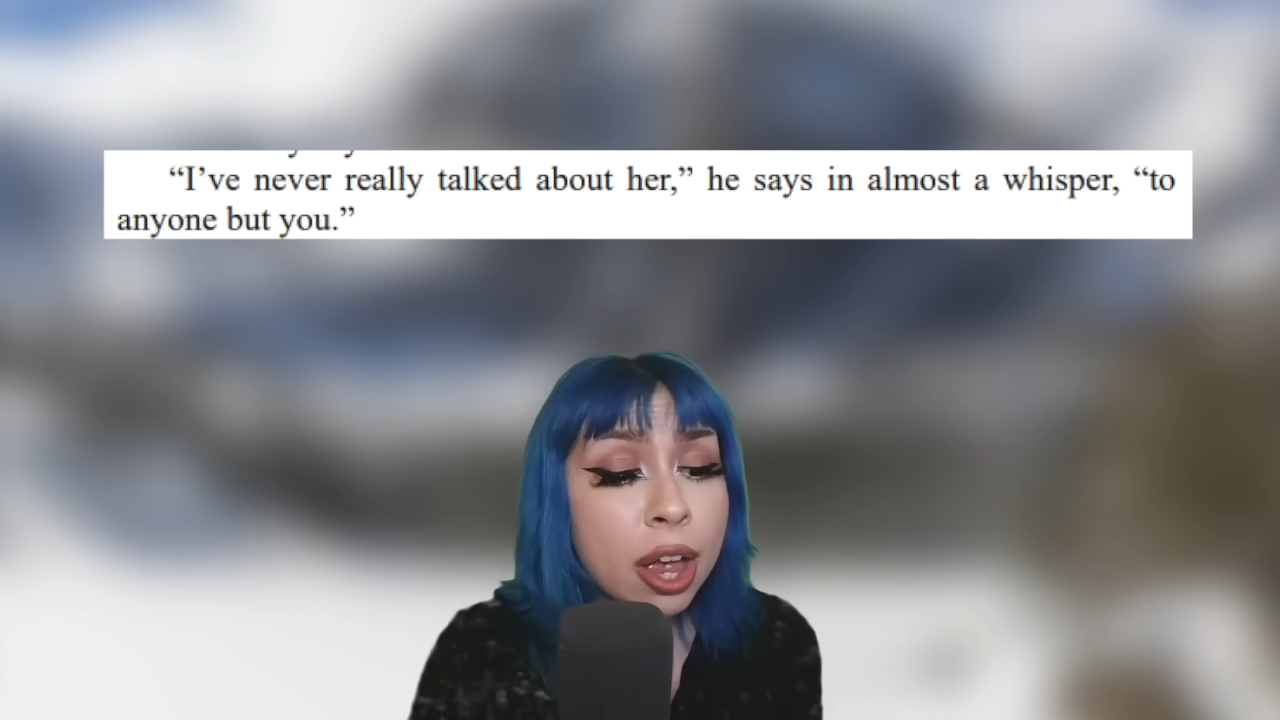 “I’ve never really talked about her,” he says in almost a whisper, “to
anyone but you.”